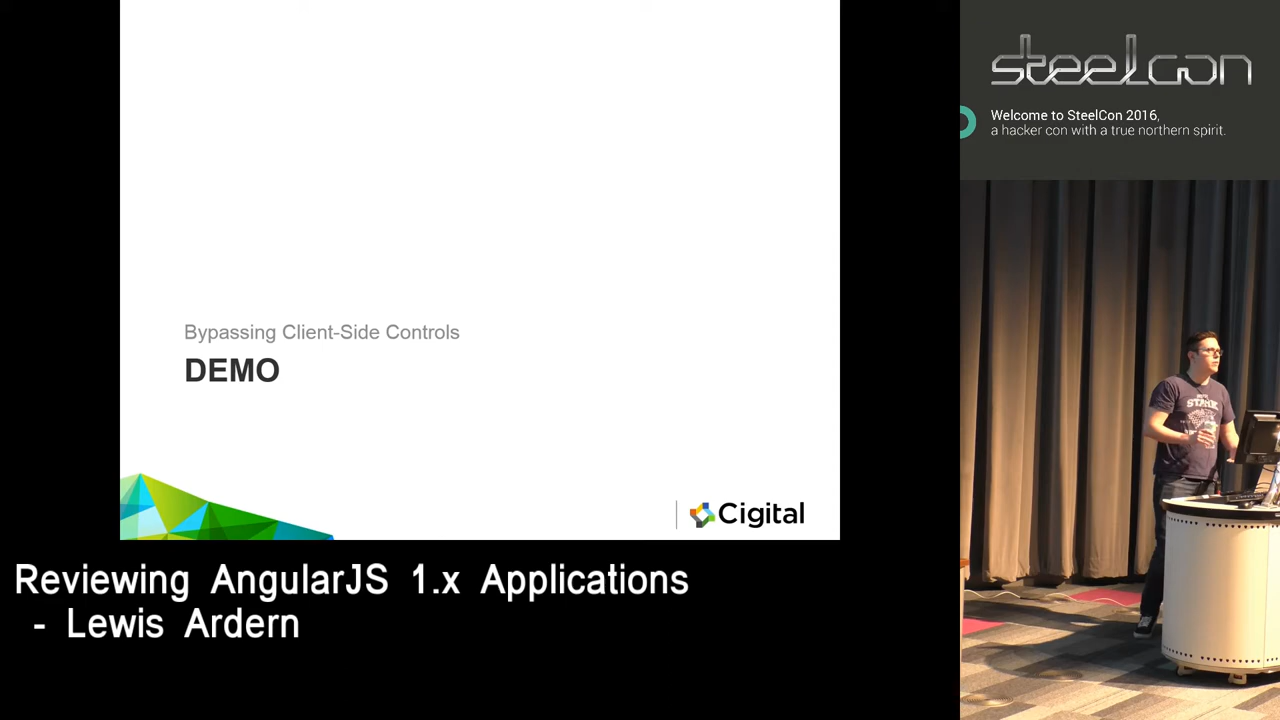 Bypassing Client-Side Controls
DEMO
Cigital
Reviewing AngularJS 1.x Applications
- Lewis Ardern
steelcon
Welcome to SteelCon 2016,
a hacker con with a true northern spirit.